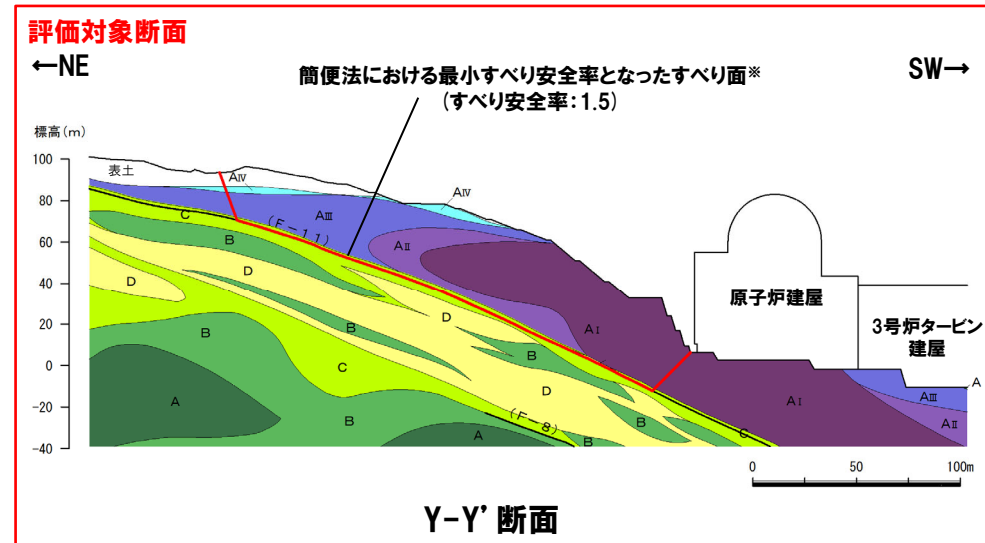 評価対象断面
←NE
SW→
簡便法における最小すべり安全率となったすべり面※
(すべり安全率:1.5)
標高(m)
100
80
60
40
20
0
-20
-40
表土
AⅣ
AⅣ
AⅢ
AⅡ
AⅠ
C
(F-11)
B
D
D
D
B
B
B
C
D
A
B
A
(F-8)
B
B
C
AⅠ
AⅢ
AⅡ
A
原子炉建屋
3号炉タービン
建屋
0 50 100m
Y-Y' 断面